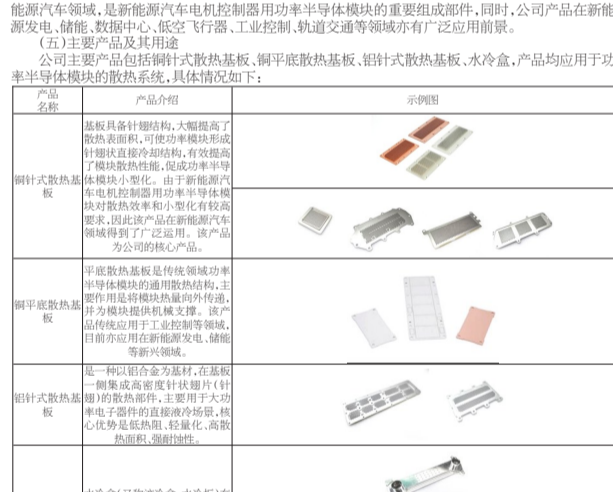 能源汽车领域,是新能源汽车电机控制器用功率半导体模块的重要组成部件,同时,公司产品在新能
源发电、储能、数据中心、低空飞行器、工业控制、轨道交通等领域亦有广泛应用前景。
(五)主要产品及其用途
公司主要产品包括铜针式散热基板、铜平底散热基板、铝针式散热基板、水冷盒,产品均应用于功
率半导体模块的散热系统,具体情况如下:
产品
名称
产品介绍
示例图
铜针式散热基
板
基板具备针翅结构,大幅提高了
散热表面积,可使功率模块形成
针翅状直接冷却结构,有效提高
了模块散热性能,促成功率半导
体模块小型化。由于新能源汽
车电机控制器用功率半导体模
块对散热效率和小型化有较高
要求,因此该产品在新能源汽车
领域得到了广泛运用。该产品
为公司的核心产品。
铜平底散热基
板
平底散热基板是传统领域功率
半导体模块的通用散热结构,主
要作用是将模块热量向外传递,
并为模块提供机械支撑。该产
品传统应用于工业控制等领域,
目前亦应用在新能源发电、储能
等新兴领域。
铝针式散热基
板
是一种以铝合金为基材,在基板
一侧集成高密度针状翅片(针
翅)的散热部件,主要用于大功
率电子器件的直接液冷场景,核
心优势是低热阻、轻量化、高散
热面积、强耐蚀性。